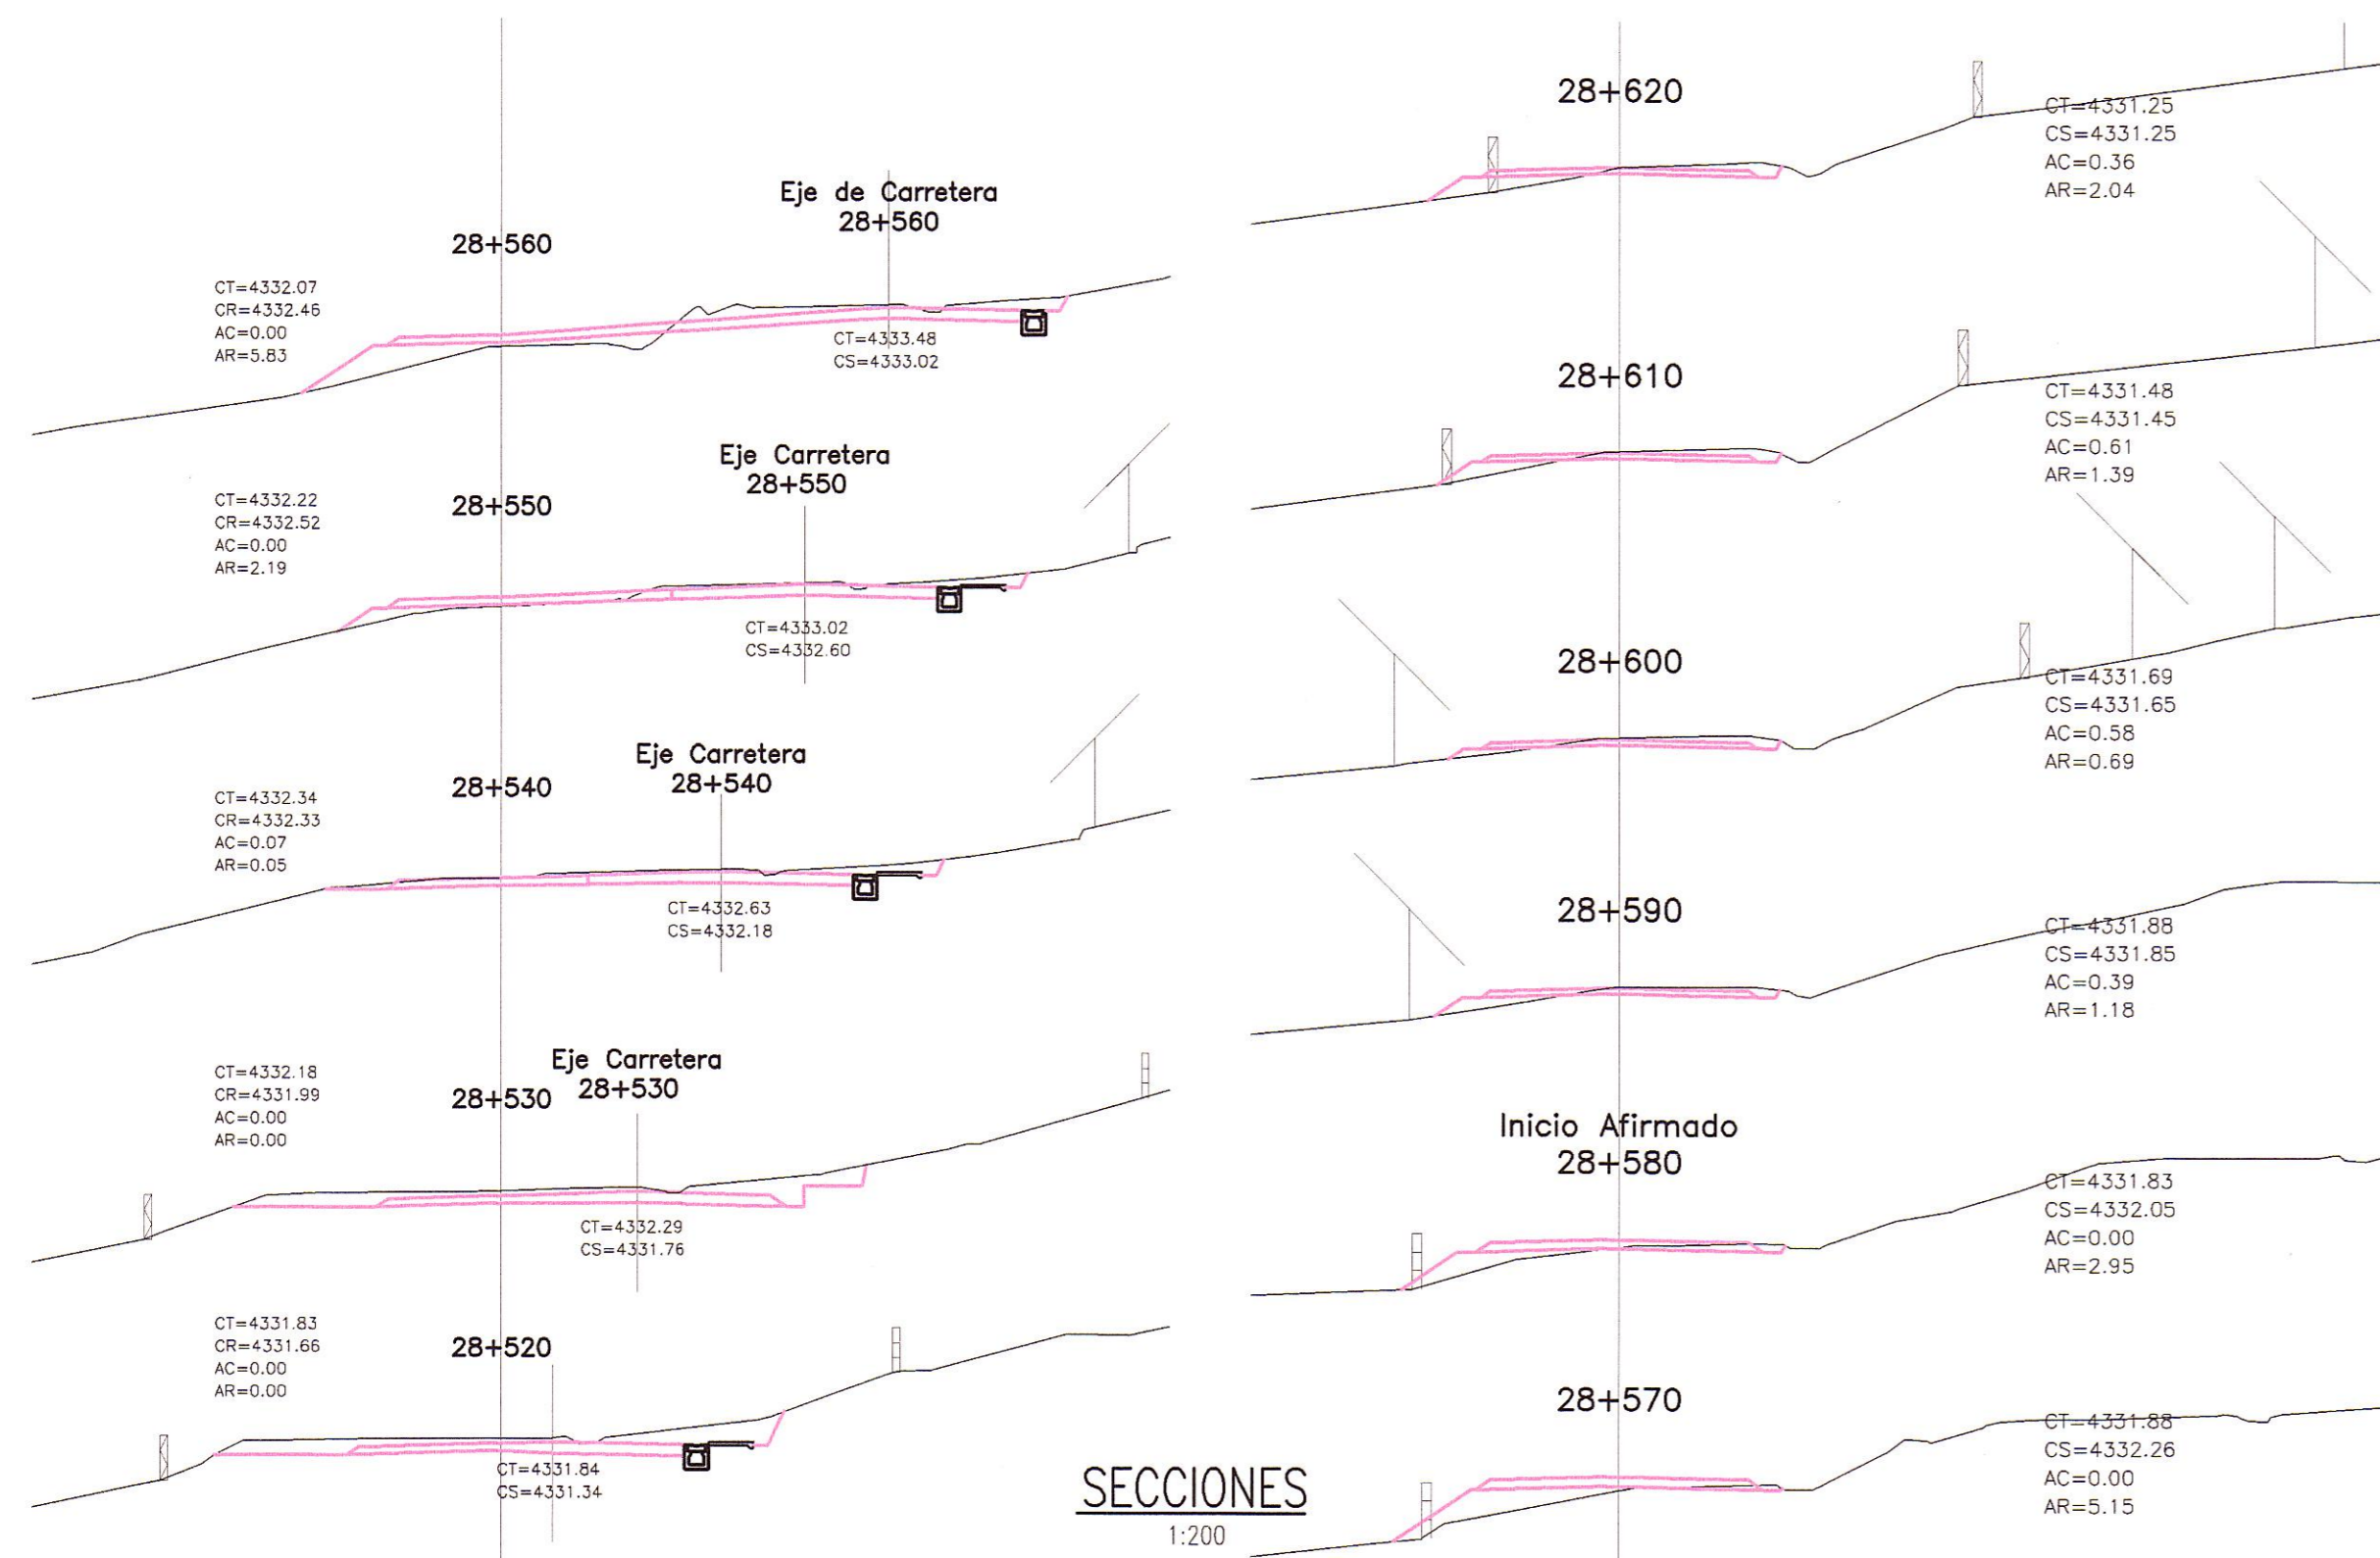 28+560
Eje de Carretera
28+560
CT=4332.07
CR=4332.46
AC=0.00
AR=5.83
CT=4333.48
CS=4333.02
28+550
Eje Carretera
28+550
CT=4332.22
CR=4332.52
AC=0.00
AR=2.19
CT=4333.02
CS=4332.60
28+540
Eje Carretera
28+540
CT=4332.34
CR=4332.33
AC=0.07
AR=0.05
CT=4332.63
CS=4332.18
28+530
Eje Carretera
28+530
CT=4332.18
CR=4331.99
AC=0.00
AR=0.00
CT=4332.29
CS=4331.76
28+520
CT=4331.83
CR=4331.66
AC=0.00
AR=0.00
CT=4331.84
CS=4331.34
28+620
CT=4331.25
CS=4331.25
AC=0.36
AR=2.04
28+610
CT=4331.48
CS=4331.45
AC=0.61
AR=1.39
28+600
CT=4331.69
CS=4331.65
AC=0.58
AR=0.69
28+590
CT=4331.88
CS=4331.85
AC=0.39
AR=1.18
Inicio Afirmado
28+580
CT=4331.83
CS=4332.05
AC=0.00
AR=2.95
28+570
CT=4331.88
CS=4332.26
AC=0.00
AR=5.15
SECCIONES
1:200